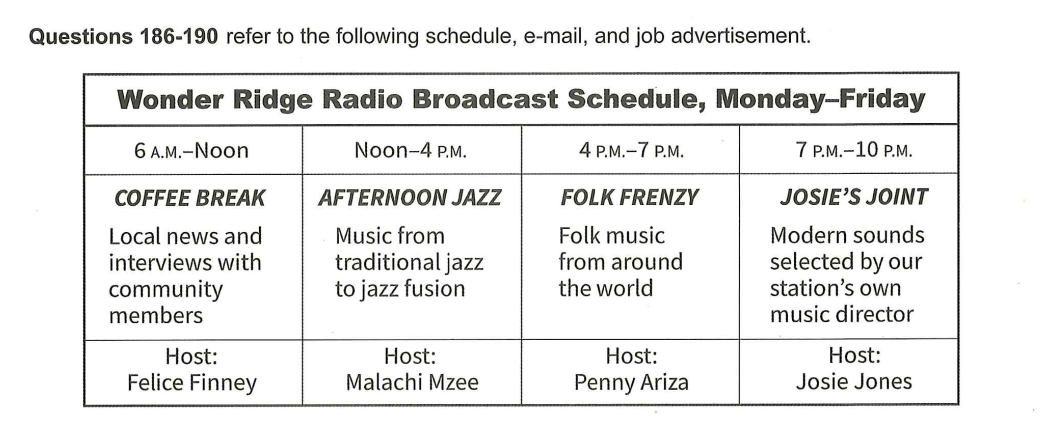 Questions 186-190 refer to the following schedule, e-mail, and job advertisement.
Wonder Ridge Radio Broadcast Schedule, Monday–Friday
6 A.M.–Noon
Noon–4 P.M.
4 P.M.–7 P.M.
7 P.M.–10 P.M.
COFFEE BREAK
Local news and
interviews with
community
members
AFTERNOON JAZZ
Music from
traditional jazz
to jazz fusion
FOLK FRENZY
Folk music
from around
the world
JOSIE'S JOINT
Modern sounds
selected by our
station's own
music director
Host:
Felice Finney
Host:
Malachi Mzee
Host:
Penny Ariza
Host:
Josie Jones